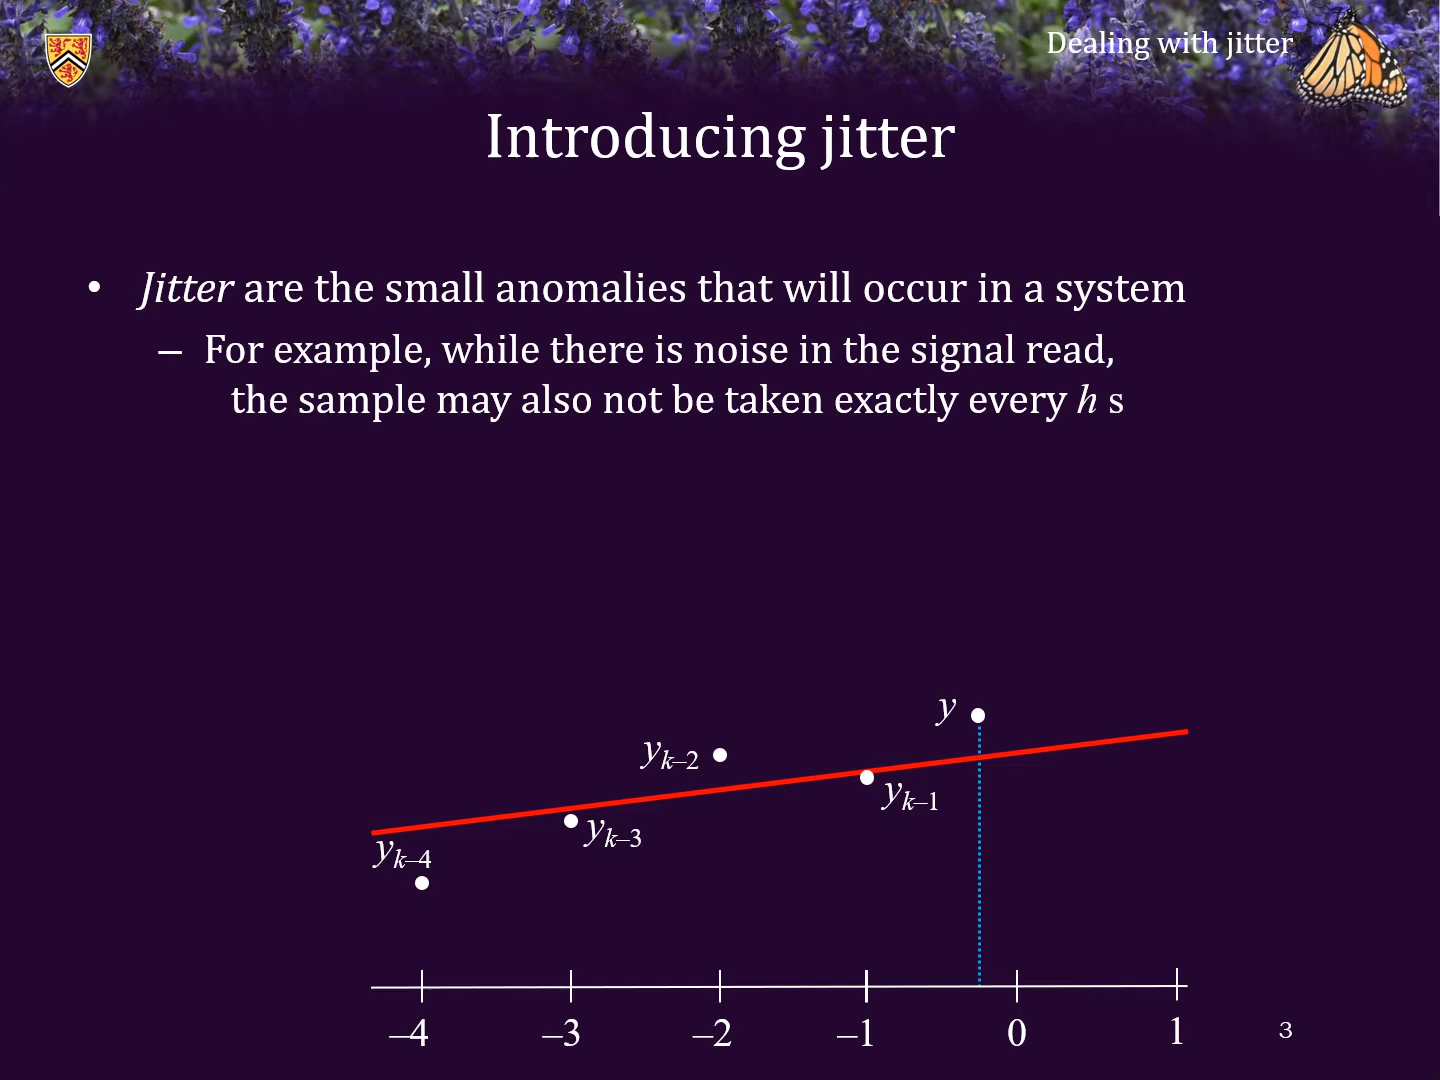 Dealing with jitter
Introducing jitter
• Jitter are the small anomalies that will occur in a system
– For example, while there is noise in the signal read,
the sample may also not be taken exactly every h s
y
yk–2
yk–1
yk–3
yk–4
–4 –3 –2 –1 0 1
3